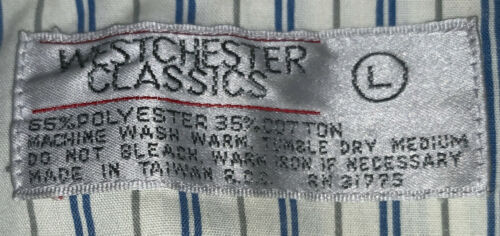 WESTCHESTER
CLASSICS
L
65% POLYESTER 35% COTTON
MACHINE WASH WARM, TUMBLE DRY MEDIUM
DO NOT BLEACH WARM IRON IF NECESSARY
MADE IN TAIWAN R.O.C. RN 31775